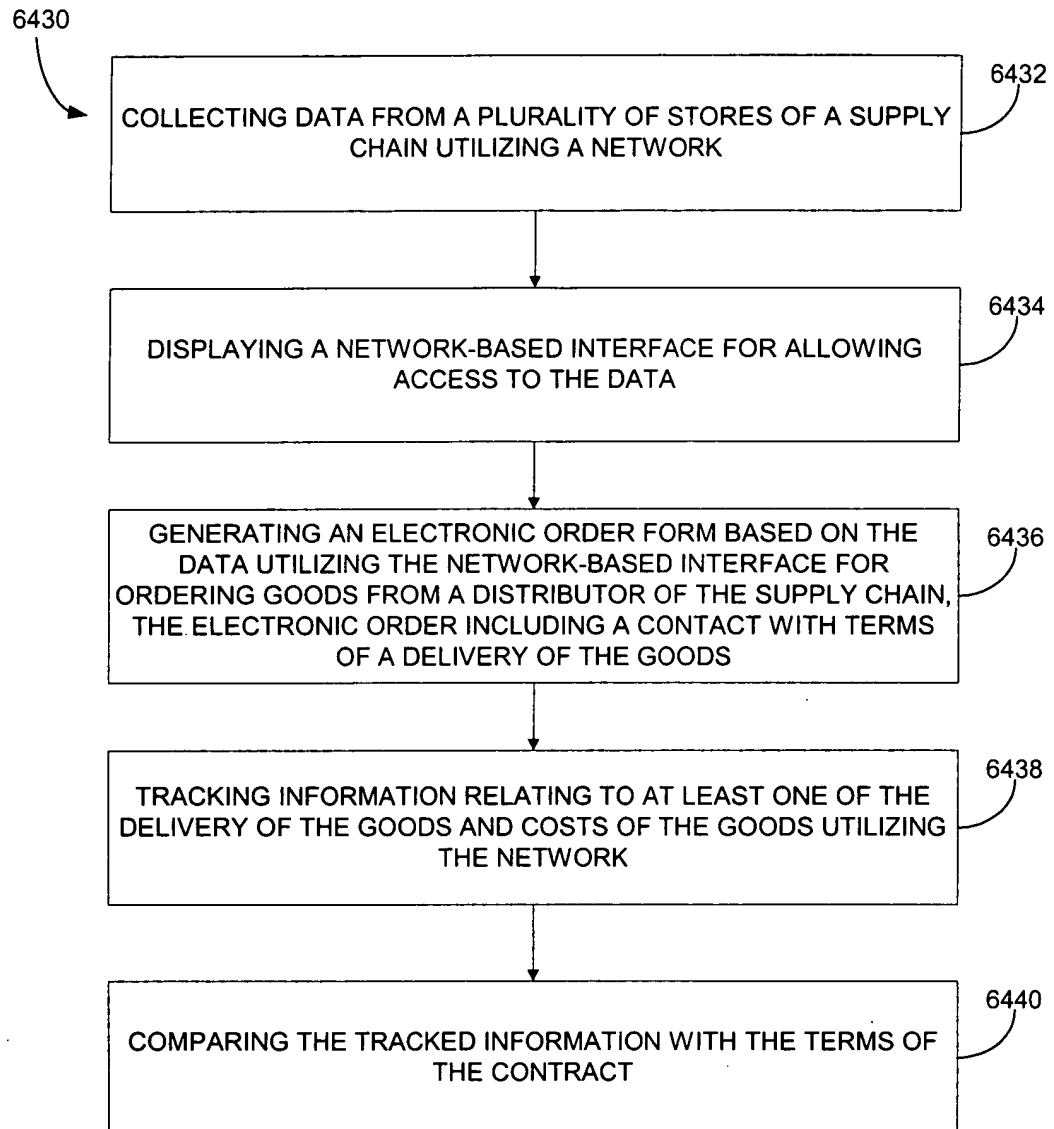 6430
6432
COLLECTING DATA FROM A PLURALITY OF STORES OF A SUPPLY
CHAIN UTILIZING A NETWORK
6434
DISPLAYING A NETWORK-BASED INTERFACE FOR ALLOWING
ACCESS TO THE DATA
6436
GENERATING AN ELECTRONIC ORDER FORM BASED ON THE
DATA UTILIZING THE NETWORK-BASED INTERFACE FOR
ORDERING GOODS FROM A DISTRIBUTOR OF THE SUPPLY CHAIN,
THE ELECTRONIC ORDER INCLUDING A CONTACT WITH TERMS
OF A DELIVERY OF THE GOODS
6438
TRACKING INFORMATION RELATING TO AT LEAST ONE OF THE
DELIVERY OF THE GOODS AND COSTS OF THE GOODS UTILIZING
THE NETWORK
6440
COMPARING THE TRACKED INFORMATION WITH THE TERMS OF
THE CONTRACT